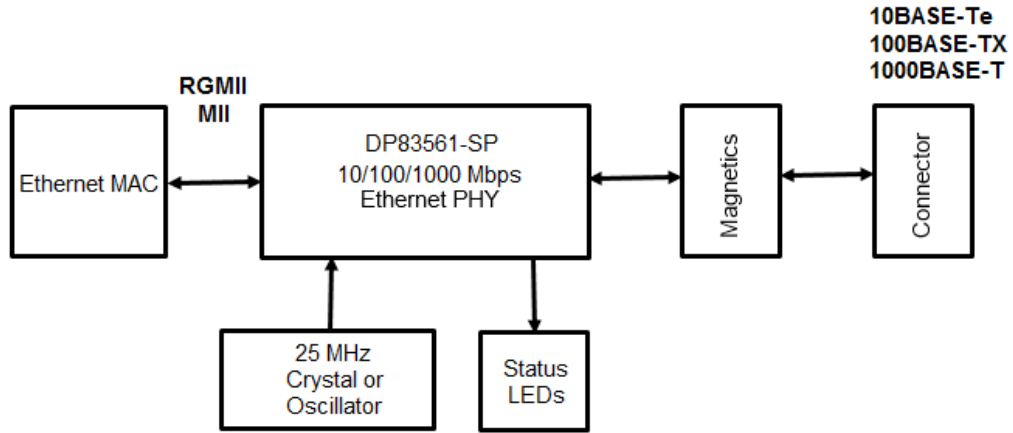 10BASE-Te
100BASE-TX
1000BASE-T
RGMII
MII
Ethernet MAC
DP83561-SP
10/100/1000 Mbps
Ethernet PHY
Magnetics
Connector
25 MHz
Crystal or
Oscillator
Status
LEDs